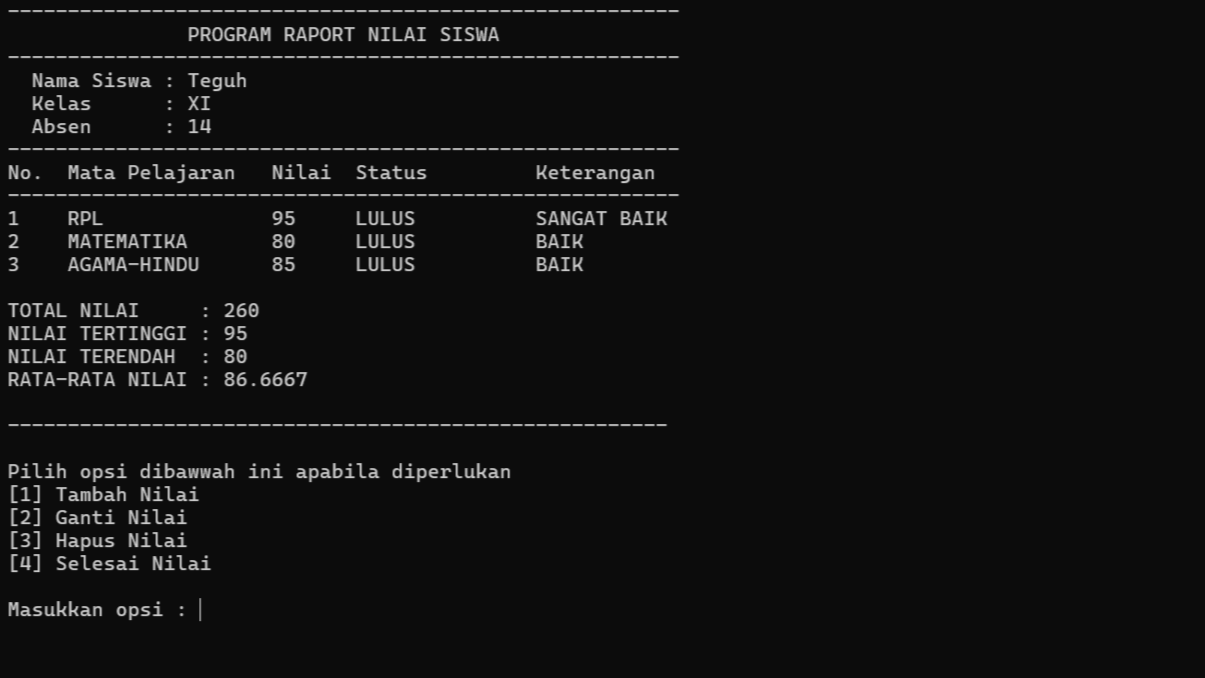 --------------------------------------------------------
PROGRAM RAPORT NILAI SISWA
--------------------------------------------------------
Nama Siswa : Teguh
Kelas      : XI
Absen      : 14
--------------------------------------------------------
No.  Mata Pelajaran   Nilai  Status         Keterangan
--------------------------------------------------------
1    RPL              95     LULUS          SANGAT BAIK
2    MATEMATIKA       80     LULUS          BAIK
3    AGAMA-HINDU      85     LULUS          BAIK
TOTAL NILAI     : 260
NILAI TERTINGGI : 95
NILAI TERENDAH  : 80
RATA-RATA NILAI : 86.6667
-------------------------------------------------------
Pilih opsi dibawwah ini apabila diperlukan
[1] Tambah Nilai
[2] Ganti Nilai
[3] Hapus Nilai
[4] Selesai Nilai
Masukkan opsi :